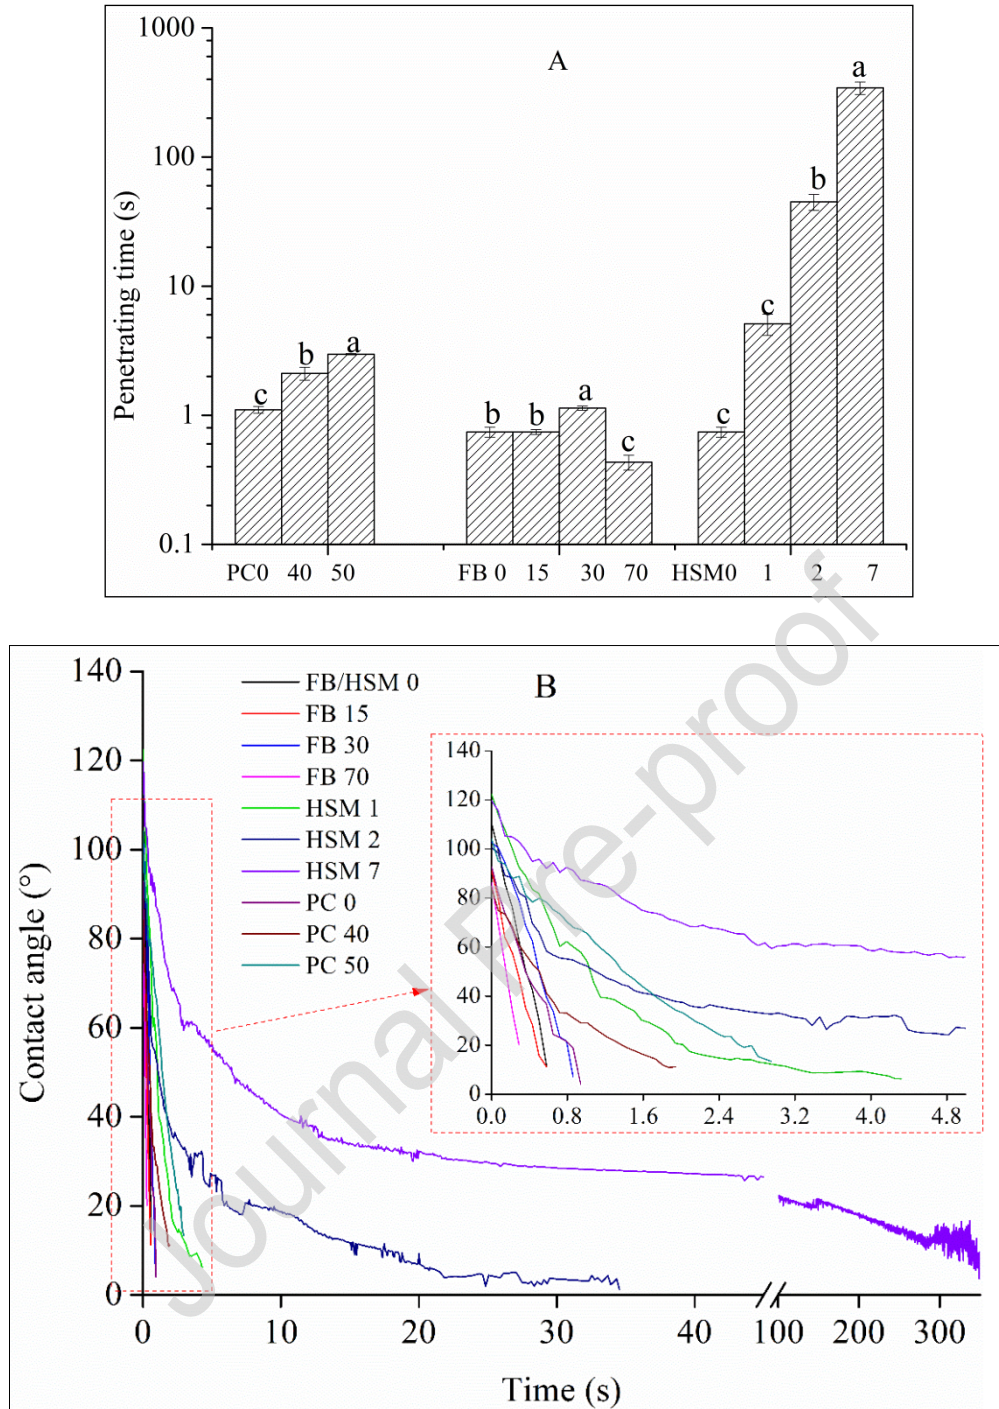 A
1000
100
10
1
0.1
Penetrating time (s)
c b a b b a c c c b a
PC0 40 50 FB 0 15 30 70 HSM0 1 2 7
B
140
120
100
80
60
40
20
0
Contact angle (°)
FB/HSM 0
FB 15
FB 30
FB 70
HSM 1
HSM 2
HSM 7
PC 0
PC 40
PC 50
140
120
100
80
60
40
20
0
0.0 0.8 1.6 2.4 3.2 4.0 4.8
0 10 20 30 40 100 200 300
Time (s)
Journal Pre-proof